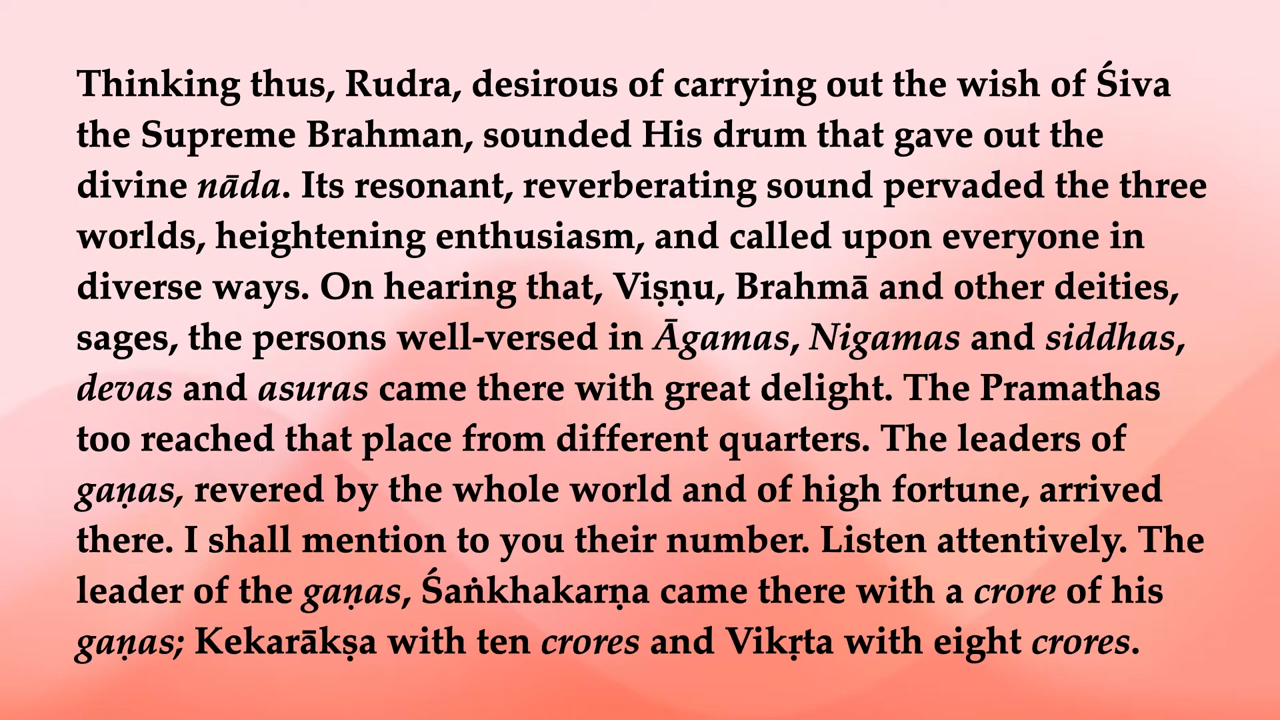 Thinking thus, Rudra, desirous of carrying out the wish of Śiva
the Supreme Brahman, sounded His drum that gave out the
divine nāda. Its resonant, reverberating sound pervaded the three
worlds, heightening enthusiasm, and called upon everyone in
diverse ways. On hearing that, Viṣṇu, Brahmā and other deities,
sages, the persons well-versed in Āgamas, Nigamas and siddhas,
devas and asuras came there with great delight. The Pramathas
too reached that place from different quarters. The leaders of
gaṇas, revered by the whole world and of high fortune, arrived
there. I shall mention to you their number. Listen attentively. The
leader of the gaṇas, Śaṅkhakarṇa came there with a crore of his
gaṇas; Kekarākṣa with ten crores and Vikṛta with eight crores.